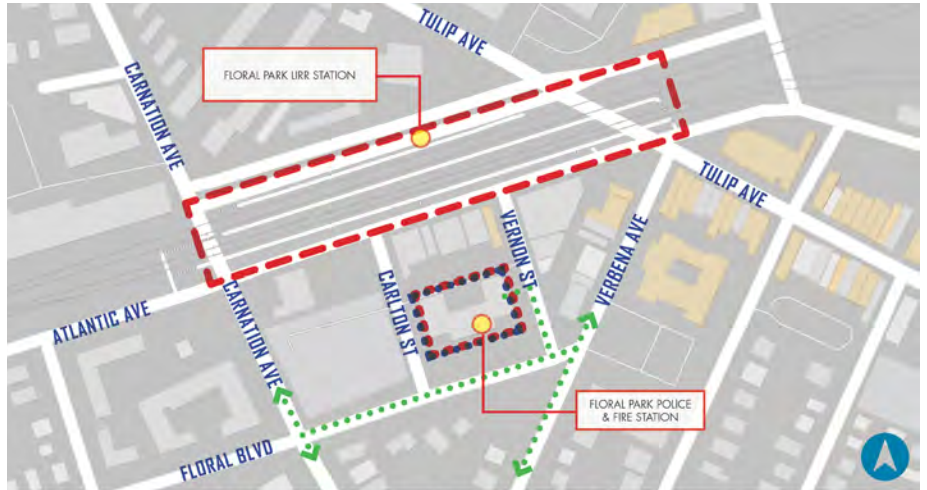 TULIP AVE
FLORAL PARK LIRR STATION
CARNATION AVE
TULIP AVE
VERNON ST
VERBENA AVE
CARLTON ST
ATLANTIC AVE
CARNATION AVE
FLORAL PARK POLICE
& FIRE STATION
FLORAL BLVD